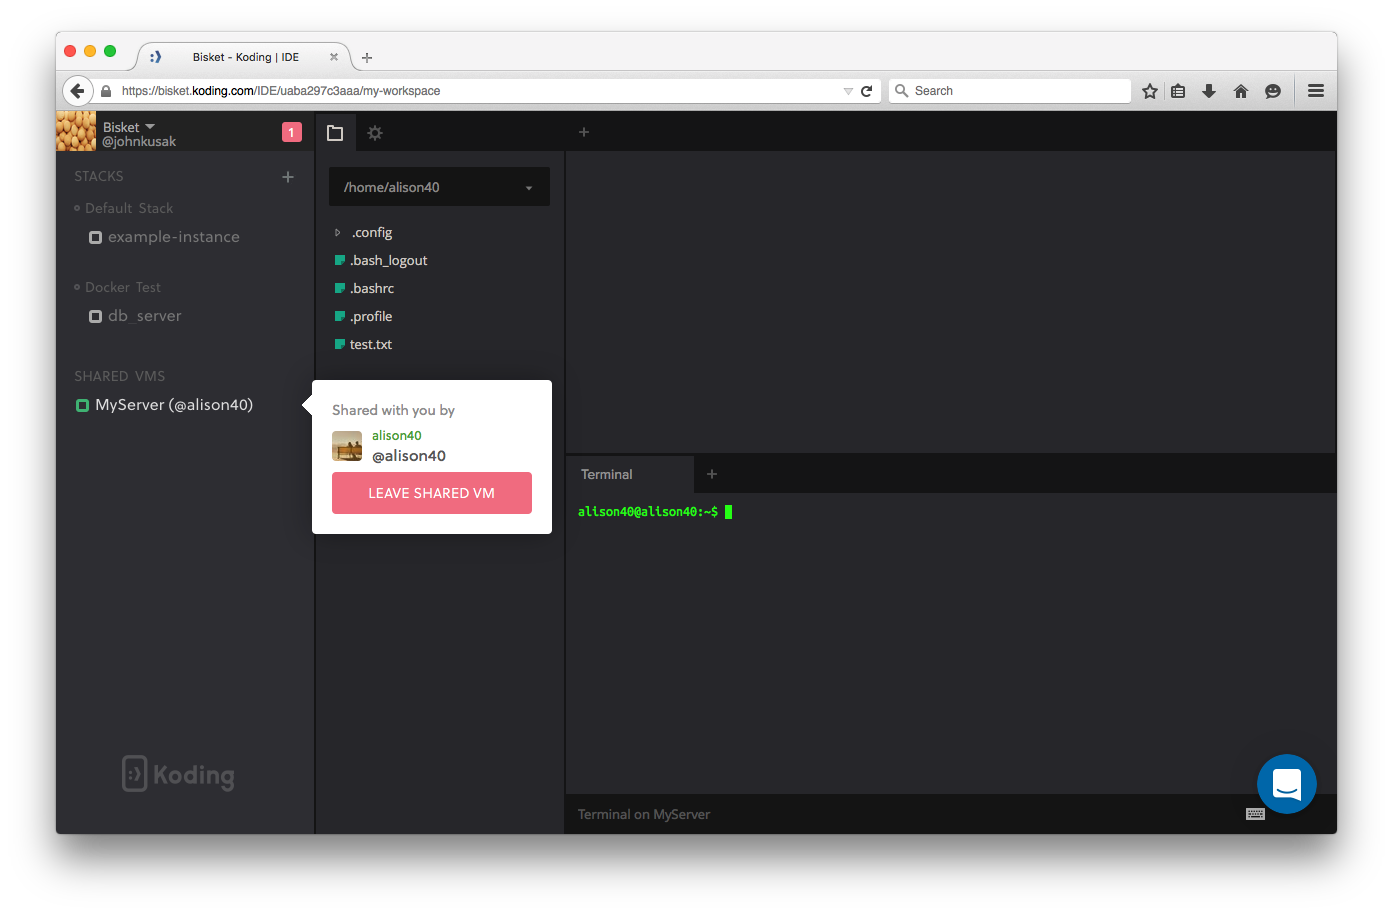 Bisket - Koding | IDE
https://bisket.koding.com/IDE/uaba297c3aaa/my-workspace
Search
Bisket
@johnkusak
1
STACKS
Default Stack
example-instance
Docker Test
db_server
SHARED VMS
MyServer (@alison40)
Koding
/home/alison40
.config
.bash_logout
.bashrc
.profile
test.txt
Shared with you by
alison40
@alison40
LEAVE SHARED VM
Terminal
alison40@alison40:~$
Terminal on MyServer